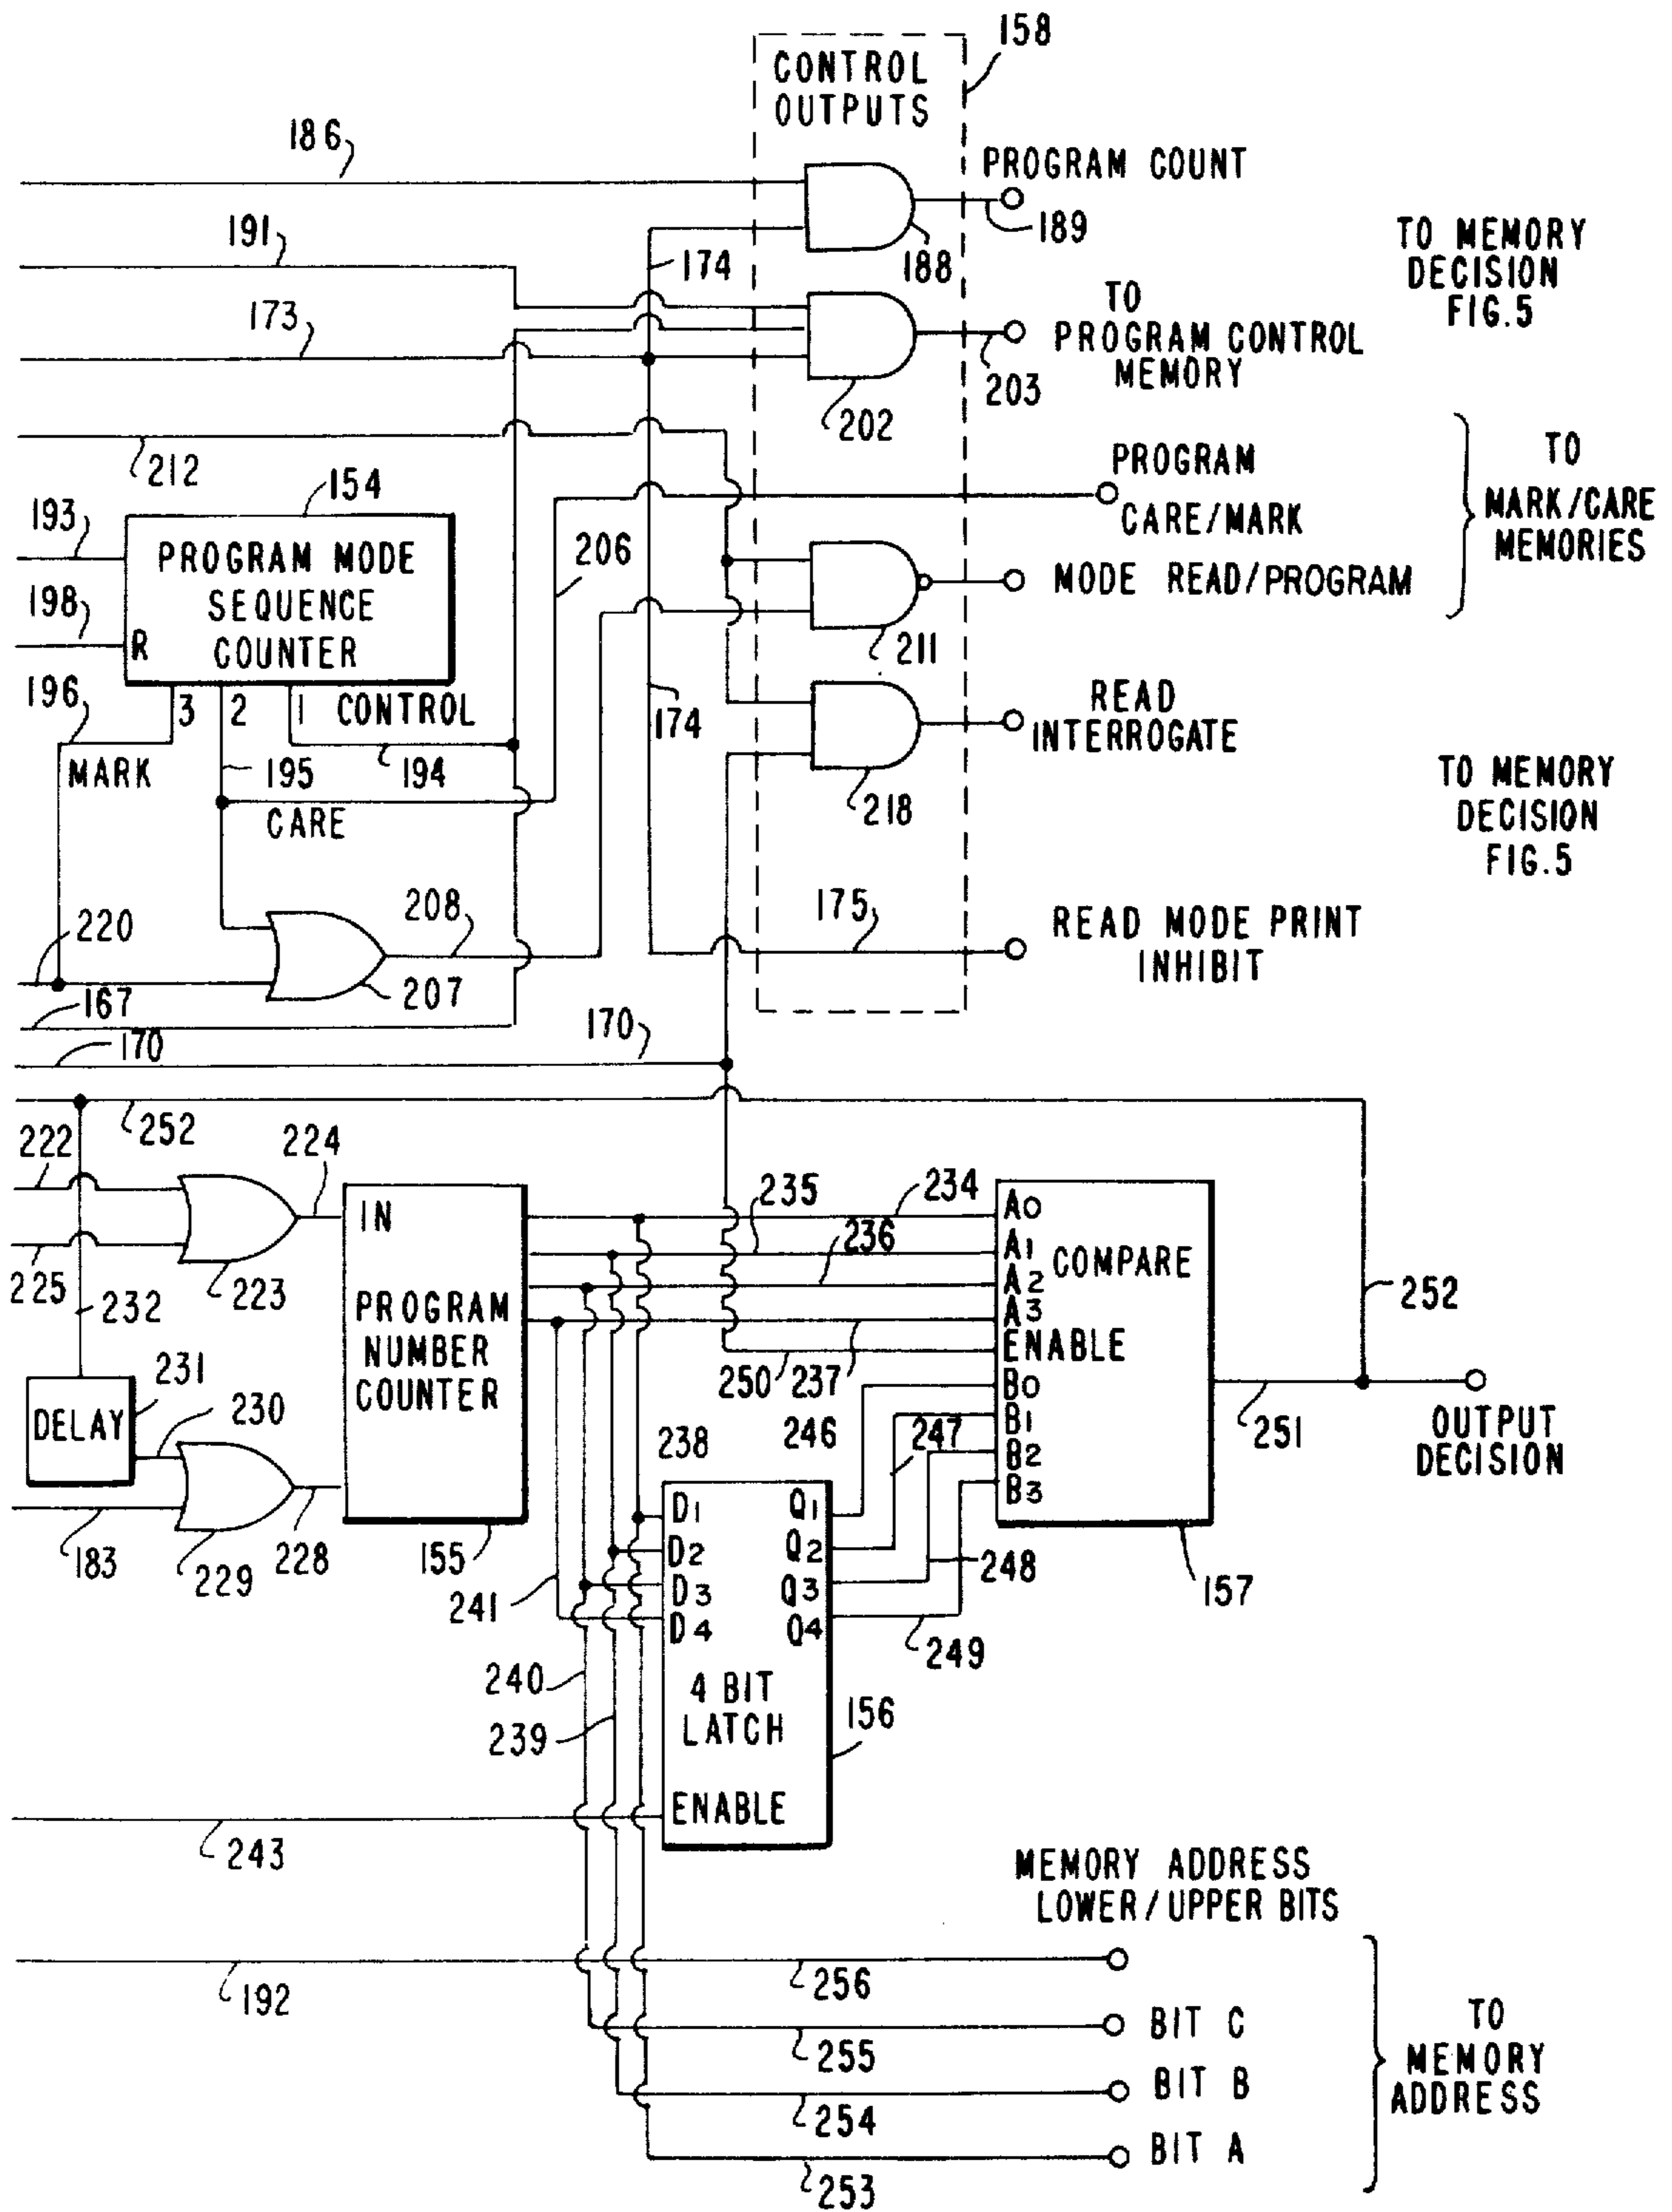 158
CONTROL
OUTPUTS
186
PROGRAM COUNT
189
188
TO MEMORY
DECISION
FIG.5
191
174
TO
PROGRAM CONTROL
MEMORY
173
203
202
212
154
PROGRAM
CARE/MARK
TO
MARK/CARE
MEMORIES
193
PROGRAM MODE
SEQUENCE
COUNTER
206
MODE READ/PROGRAM
198
R
211
196
3 2 1 CONTROL
174
READ
INTERROGATE
MARK
195
194
218
CARE
TO MEMORY
DECISION
FIG.5
220
208
175
READ MODE PRINT
INHIBIT
207
167
170
170
252
222
224
235
234
IN
A0
236
A1
COMPARE
A2
225
223
232
PROGRAM
NUMBER
COUNTER
A3
252
ENABLE
250
237
231
230
B0
DELAY
238
246
B1
247
251
OUTPUT
DECISION
B2
B3
D1
Q1
183
229
228
155
D2
Q2
248
157
241
D3
Q3
D4
Q4
249
240
4 BIT
LATCH
156
239
ENABLE
243
MEMORY ADDRESS
LOWER/UPPER BITS
192
256
BIT C
TO
MEMORY
ADDRESS
255
BIT B
254
BIT A
253